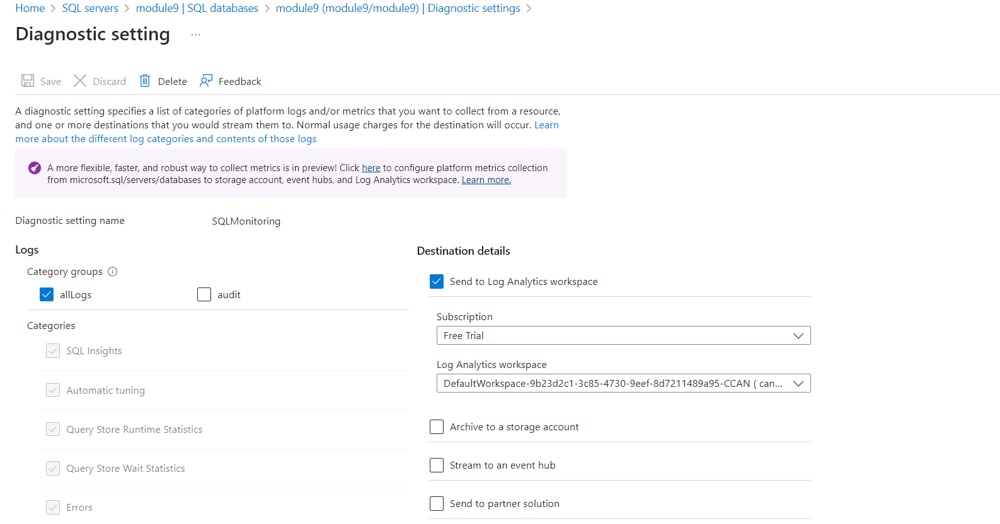 Home > SQL servers > module9 | SQL databases > module9 (module9/module9) | Diagnostic settings >
Diagnostic setting ...
Save Discard Delete Feedback
A diagnostic setting specifies a list of categories of platform logs and/or metrics that you want to collect from a resource,
and one or more destinations that you would stream them to. Normal usage charges for the destination will occur. Learn
more about the different log categories and contents of those logs
A more flexible, faster, and robust way to collect metrics is in preview! Click here to configure platform metrics collection
from microsoft.sql/servers/databases to storage account, event hubs, and Log Analytics workspace. Learn more.
Diagnostic setting name SQLMonitoring
Logs
Category groups
allLogs audit
Categories
SQL Insights
Automatic tuning
Query Store Runtime Statistics
Query Store Wait Statistics
Errors
Destination details
Send to Log Analytics workspace
Subscription
Free Trial
Log Analytics workspace
DefaultWorkspace-9b23d2c1-3c85-4730-9eef-8d7211489a95-CCAN ( can...
Archive to a storage account
Stream to an event hub
Send to partner solution